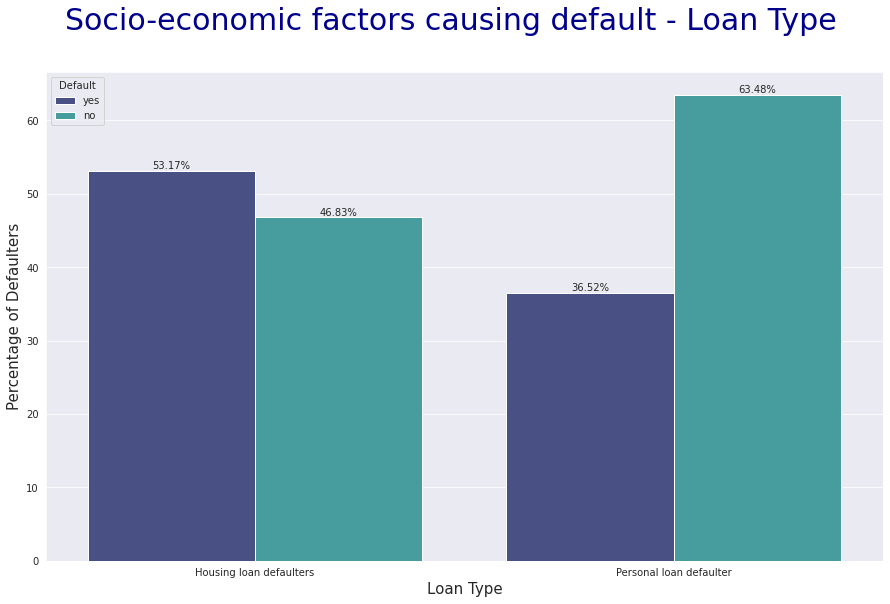 Socio-economic factors causing default - Loan Type
Default
yes
no
63.48%
53.17%
46.83%
36.52%
Percentage of Defaulters
60
50
40
30
20
10
0
Housing loan defaulters
Personal loan defaulter
Loan Type